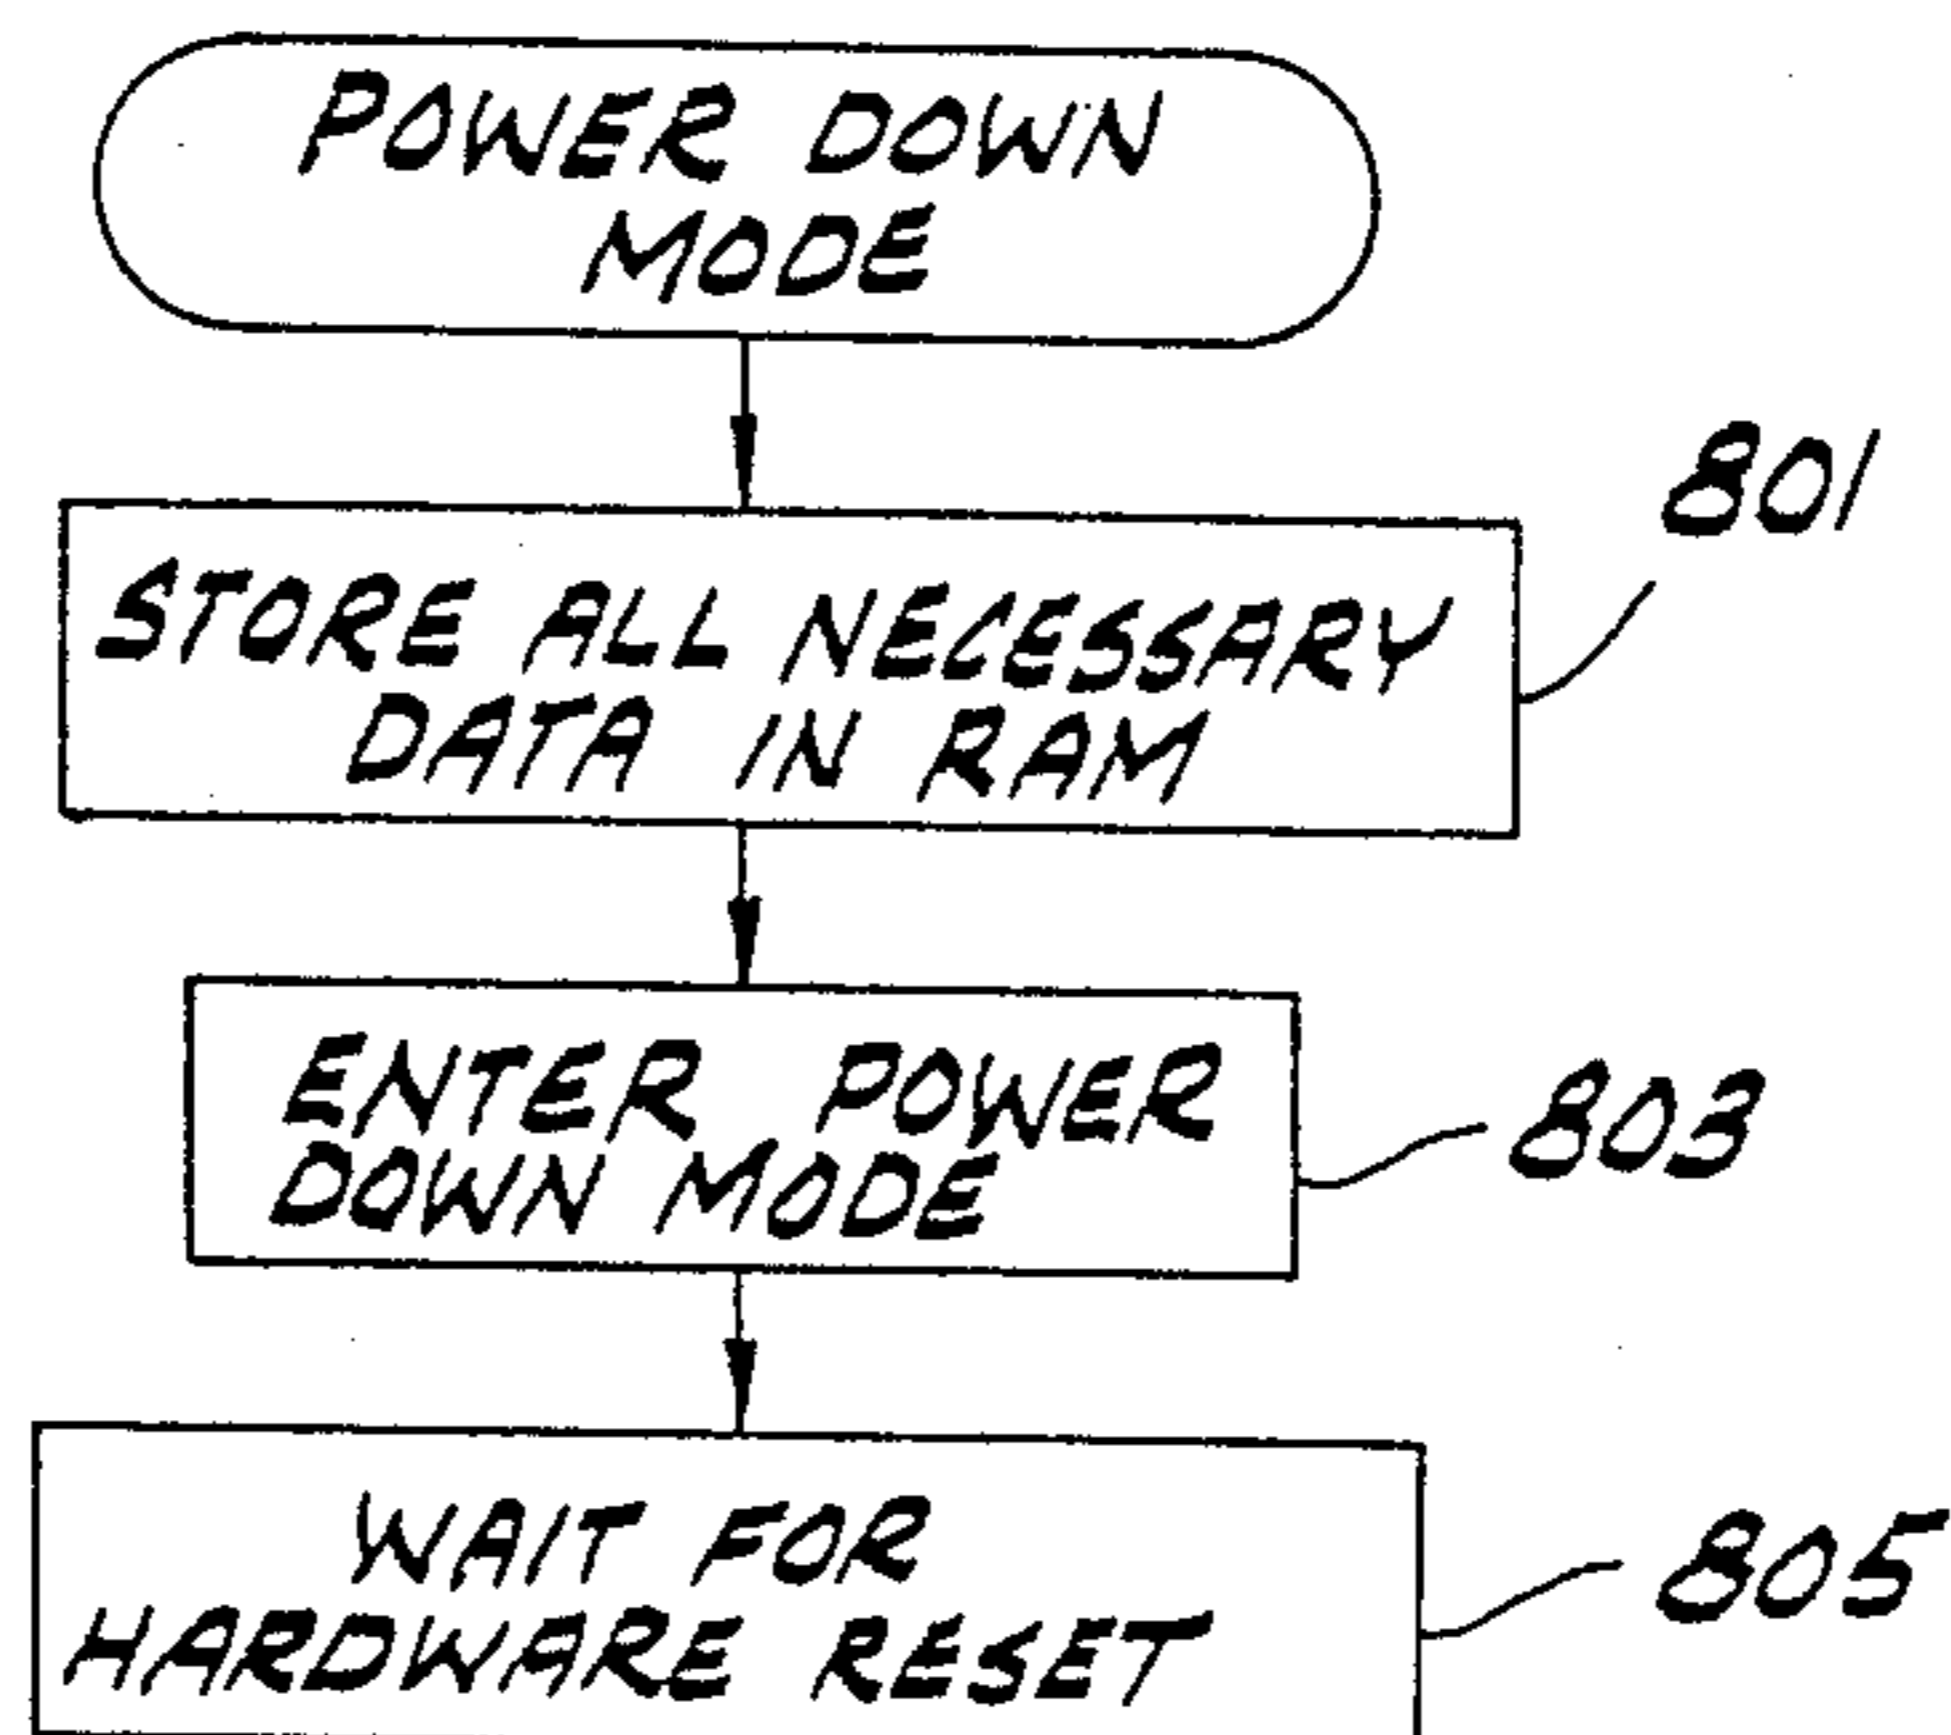 POWER DOWN
MODE
801
STORE ALL NECESSARY
DATA IN RAM
ENTER POWER
DOWN MODE
803
WAIT FOR
HARDWARE RESET
805